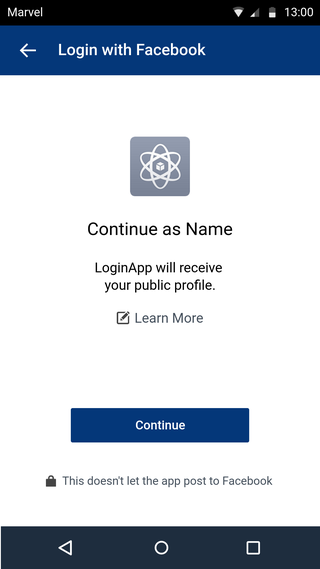 Marvel 13:00
Login with Facebook
Continue as Name
LoginApp will receive
your public profile.
Learn More
Continue
This doesn't let the app post to Facebook